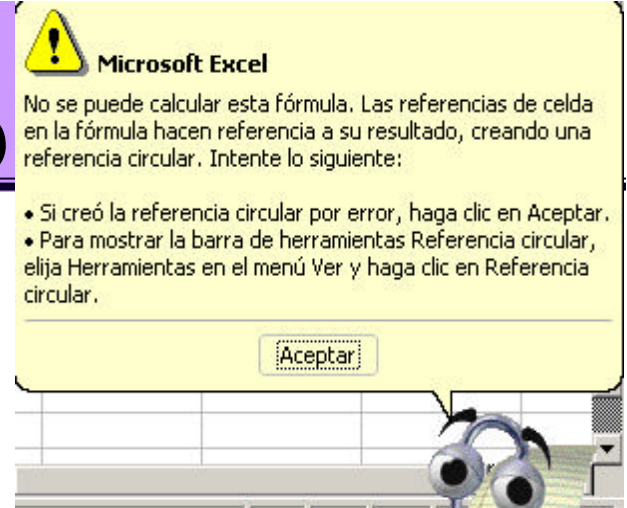 Microsoft Excel
No se puede calcular esta fórmula. Las referencias de celda
en la fórmula hacen referencia a su resultado, creando una
referencia circular. Intente lo siguiente:
• Si creó la referencia circular por error, haga clic en Aceptar.
• Para mostrar la barra de herramientas Referencia circular,
elija Herramientas en el menú Ver y haga clic en Referencia
circular.
Aceptar